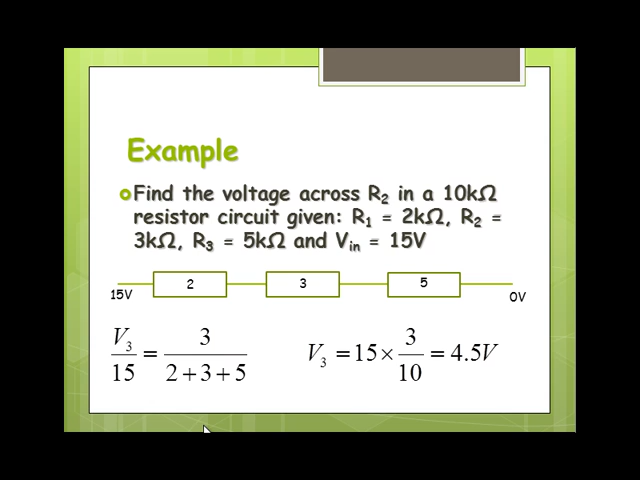 Example
Find the voltage across R₂ in a 10kΩ
resistor circuit given: R₁ = 2kΩ, R₂ =
3kΩ, R₃ = 5kΩ and Vᵢₙ = 15V
2 3 5
15V 0V
V₃/15 = 3/(2+3+5) V₃ = 15 × 3/10 = 4.5V